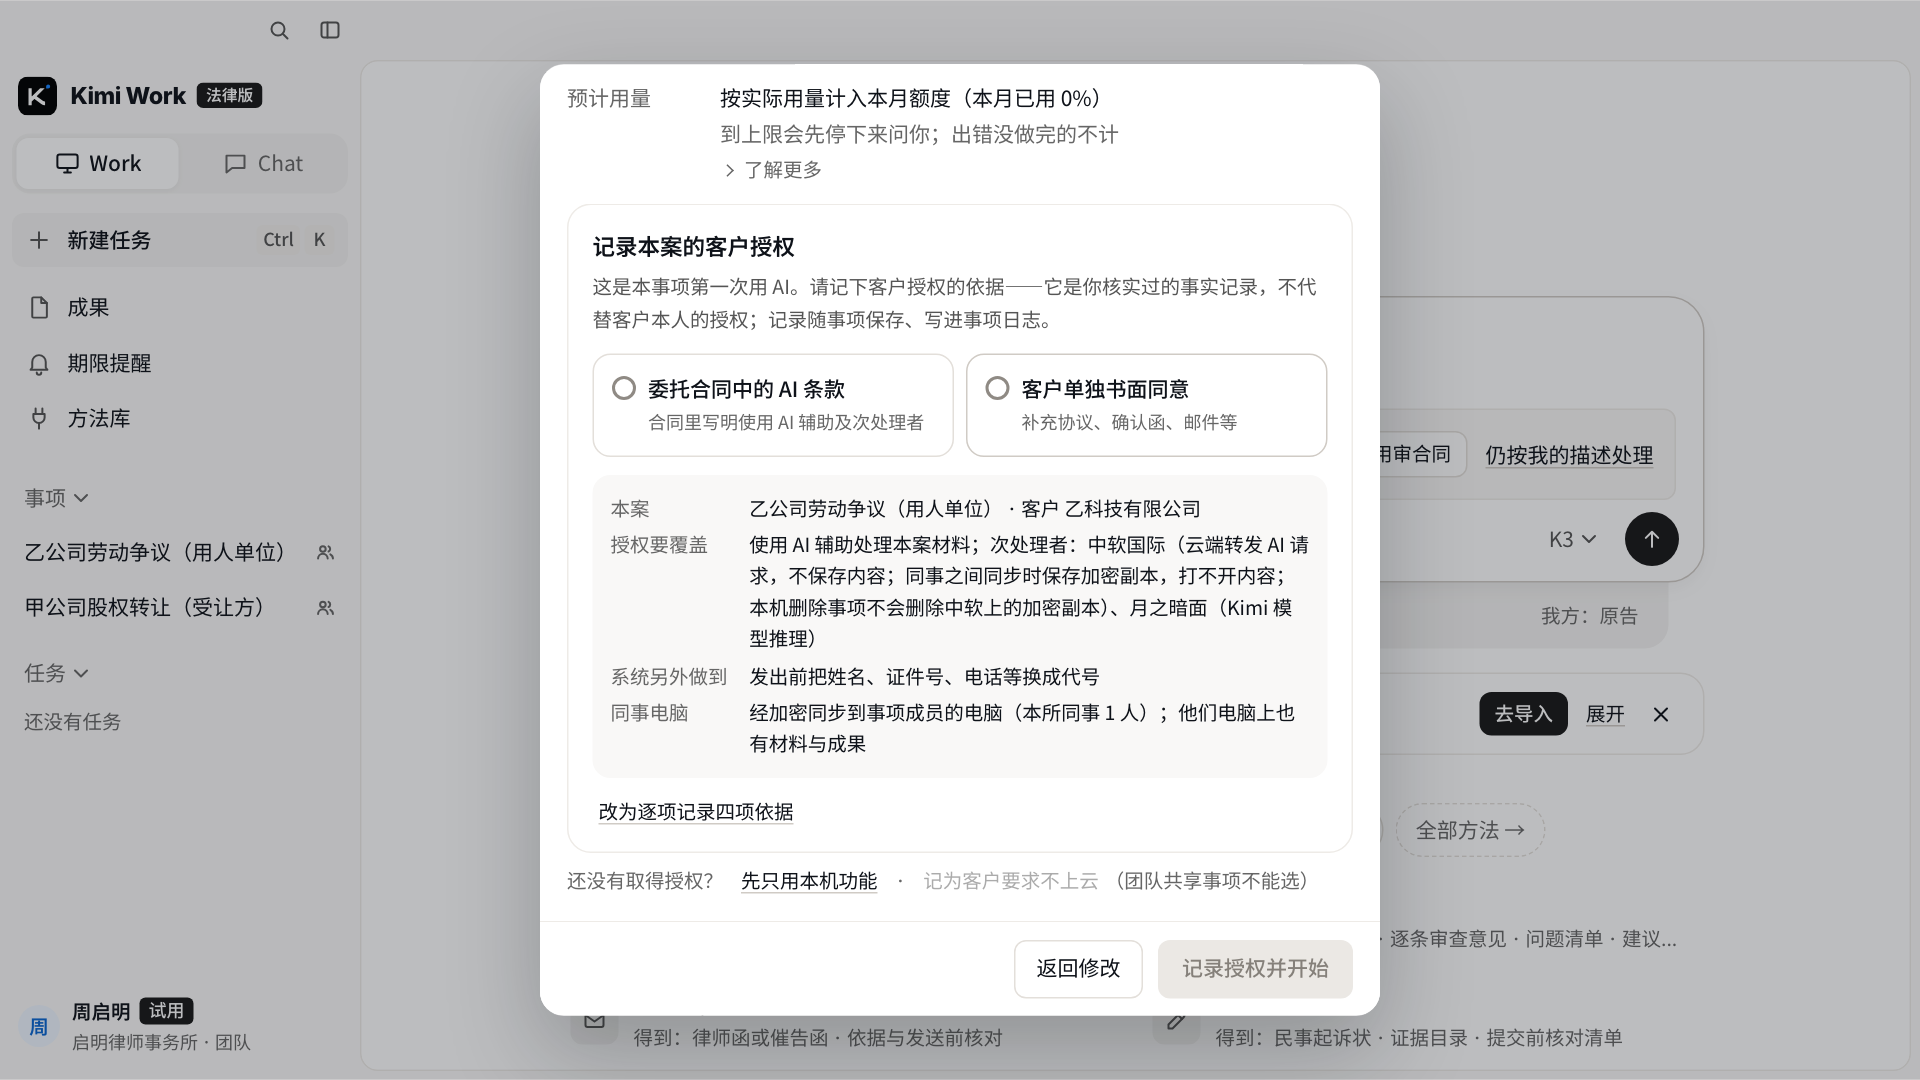 Kimi Work 法律版
Work
Chat
新建任务 Ctrl K
成果
期限提醒
方法库
事项
乙公司劳动争议（用人单位）
甲公司股权转让（受让方）
任务
还没有任务
周 周启明 试用
启明律师事务所 · 团队
预计用量 按实际用量计入本月额度（本月已用 0%）
到上限会先停下来问你；出错没做完的不计
了解更多
记录本案的客户授权
这是本事项第一次用 AI。请记下客户授权的依据——它是你核实过的事实记录，不代
替客户本人的授权；记录随事项保存、写进事项日志。
委托合同中的 AI 条款
合同里写明使用 AI 辅助及次处理者
客户单独书面同意
补充协议、确认函、邮件等
本案 乙公司劳动争议（用人单位） · 客户 乙科技有限公司
授权要覆盖 使用 AI 辅助处理本案材料；次处理者：中软国际（云端转发 AI 请
求，不保存内容；同事之间同步时保存加密副本，打不开内容；
本机删除事项不会删除中软上的加密副本）、月之暗面（Kimi 模
型推理）
系统另外做到 发出前把姓名、证件号、电话等换成代号
同事电脑 经加密同步到事项成员的电脑（本所同事 1 人）；他们电脑上也
有材料与成果
改为逐项记录四项依据
还没有取得授权？ 先只用本机功能 · 记为客户要求不上云 （团队共享事项不能选）
返回修改 记录授权并开始
用审合同 仍按我的描述处理
K3
我方：原告
去导入 展开
全部方法 →
· 逐条审查意见 · 问题清单 · 建议...
得到：律师函或催告函 · 依据与发送前核对
得到：民事起诉状 · 证据目录 · 提交前核对清单